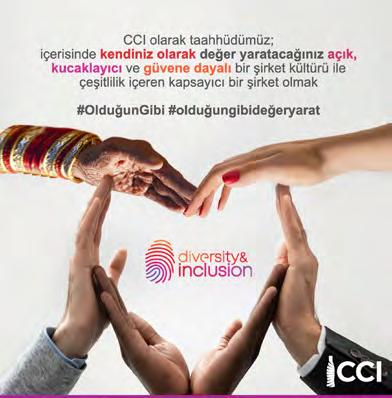 CCI olarak taahhüdümüz;
içerisinde kendiniz olarak değer yaratacağınız açık,
kucaklayıcı ve güvene dayalı bir şirket kültürü ile
çeşitlilik içeren kapsayıcı bir şirket olmak
#OlduğunGibi #olduğungibideğeryarat
diversity&
inclusion
CCI